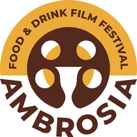 FOOD & DRINK FILM FESTIVAL
AMBROSIA